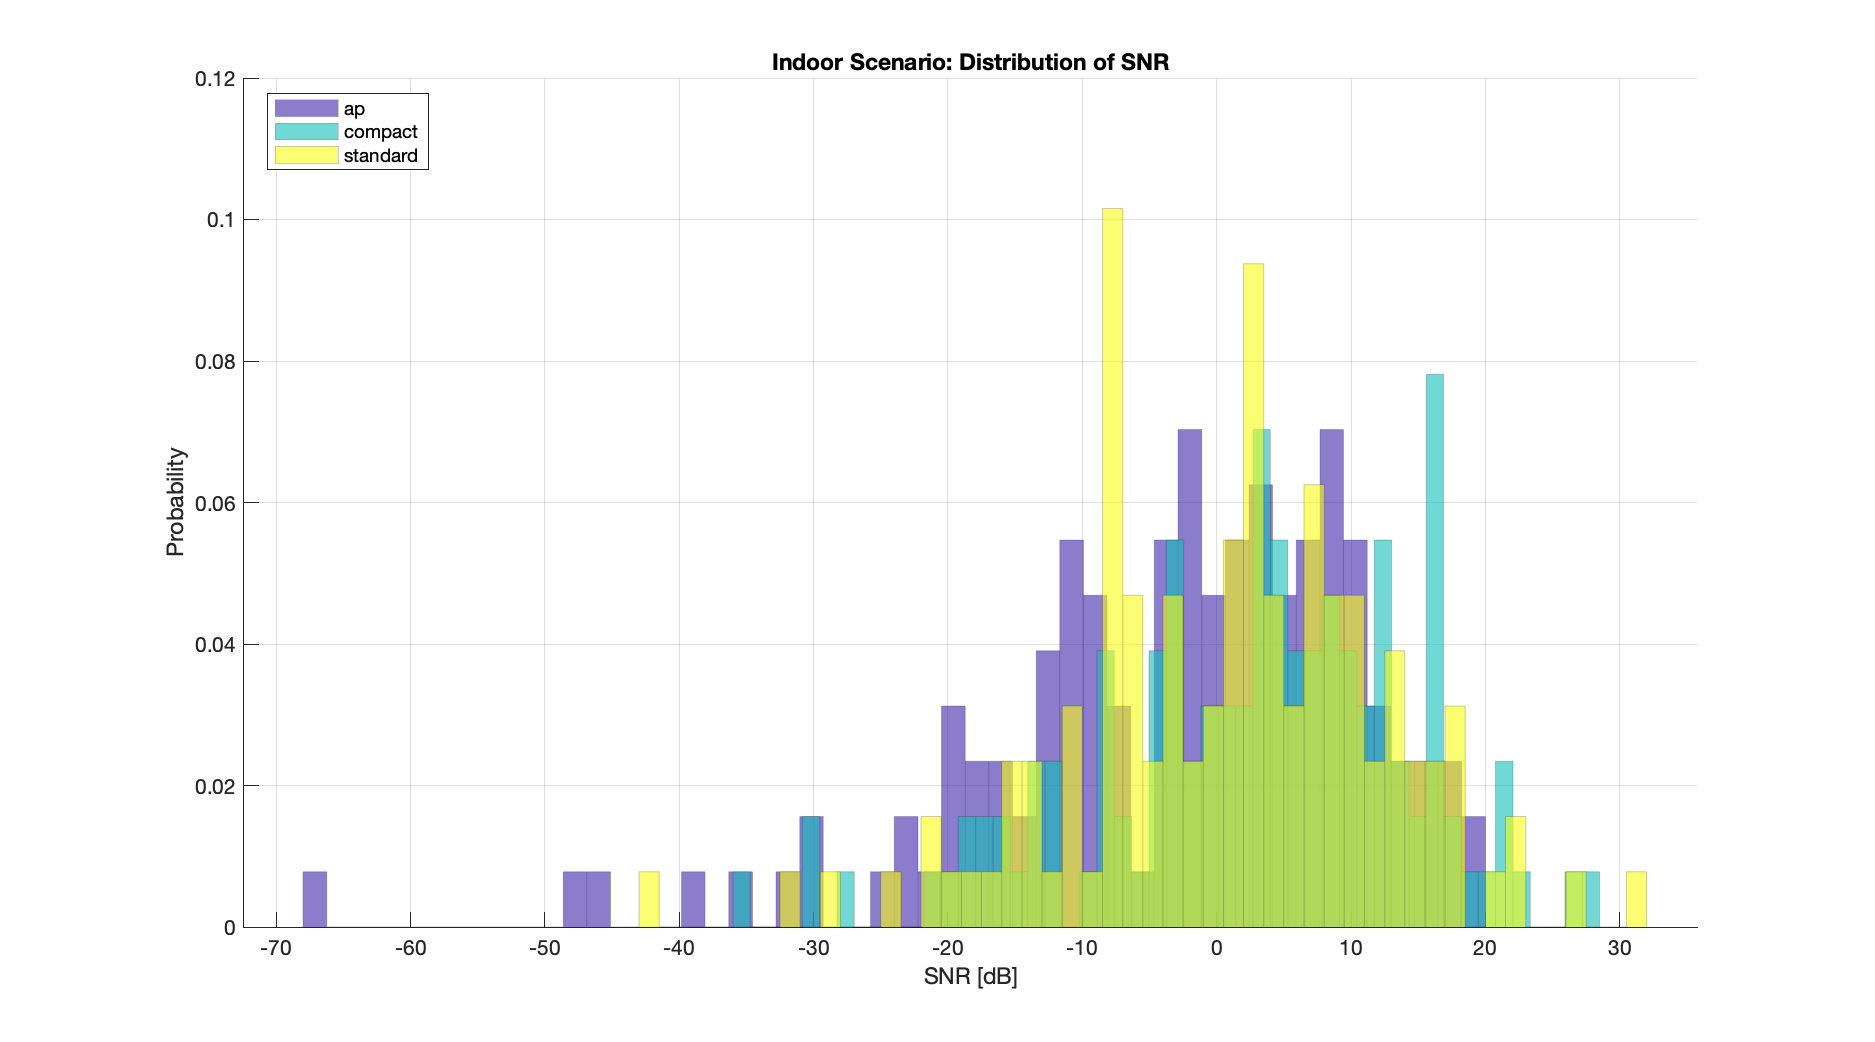 Indoor Scenario: Distribution of SNR
ap
compact
standard
Probability
0.12
0.1
0.08
0.06
0.04
0.02
0
-70 -60 -50 -40 -30 -20 -10 0 10 20 30
SNR [dB]